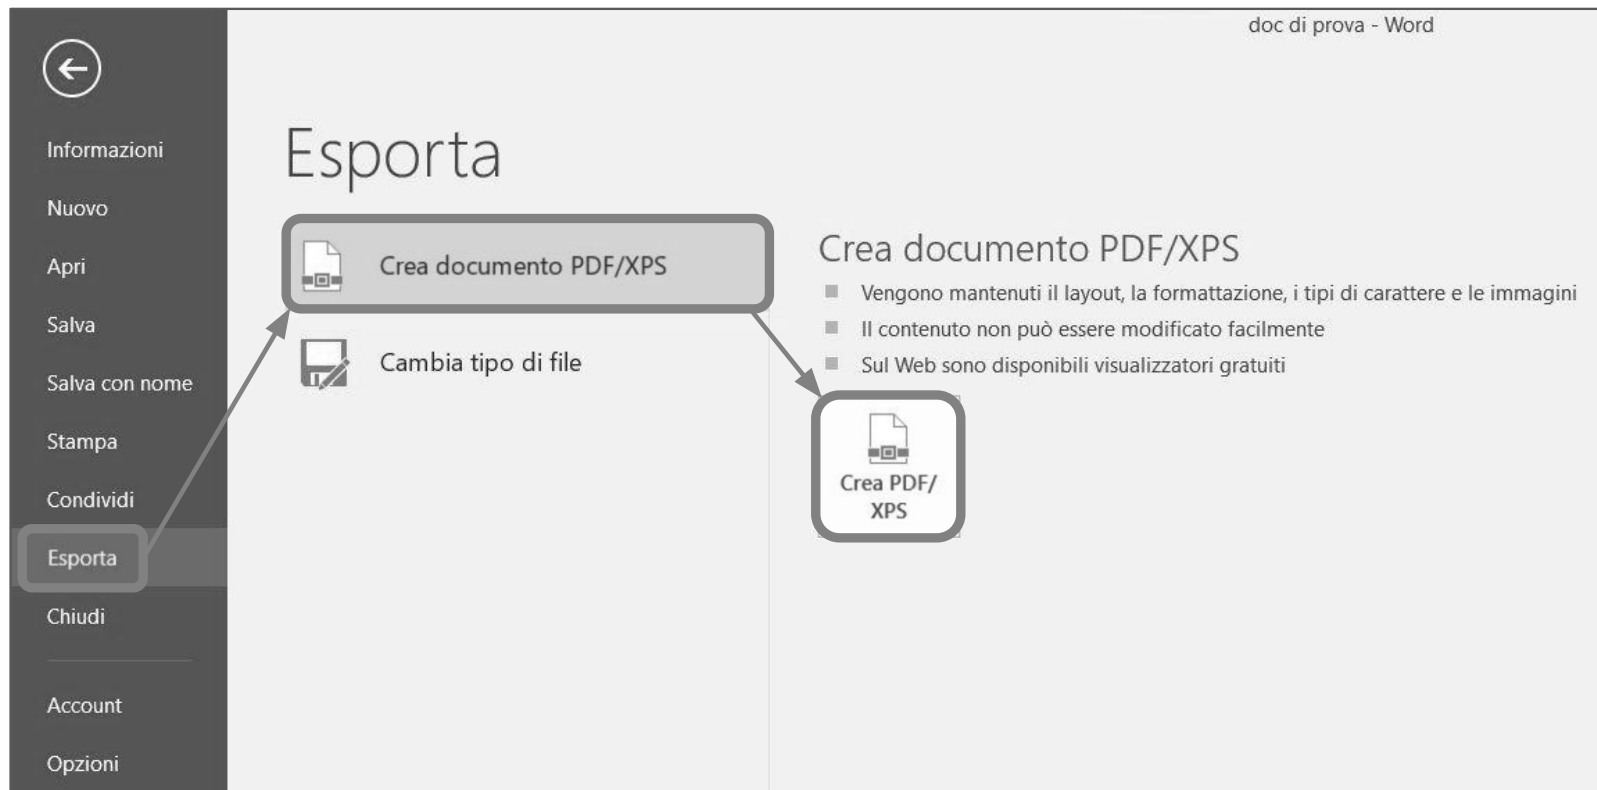 doc di prova - Word
Informazioni
Nuovo
Apri
Salva
Salva con nome
Stampa
Condividi
Esporta
Chiudi
Account
Opzioni
Esporta
Crea documento PDF/XPS
Cambia tipo di file
Crea documento PDF/XPS
Vengono mantenuti il layout, la formattazione, i tipi di carattere e le immagini
Il contenuto non può essere modificato facilmente
Sul Web sono disponibili visualizzatori gratuiti
Crea PDF/
XPS